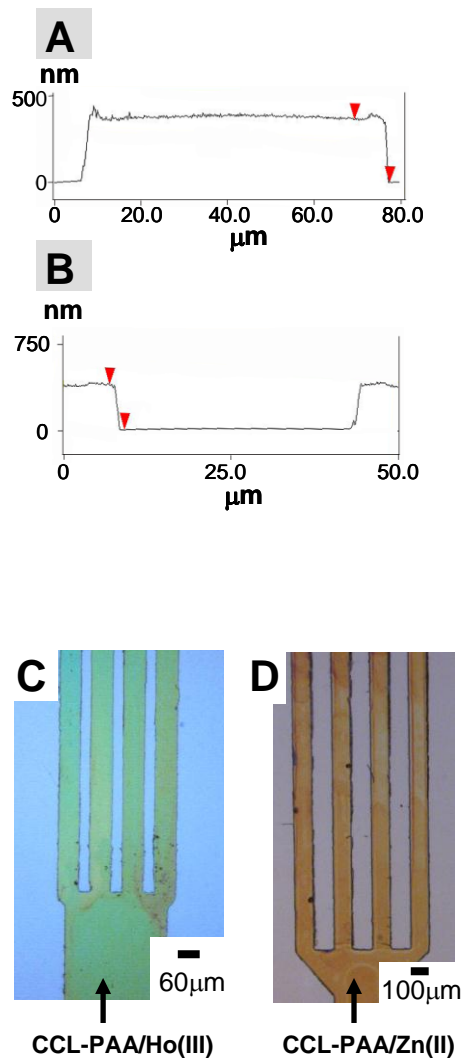 A
nm
500
0
0 20.0 40.0 60.0 80.0
μm
B
nm
750
0
0 25.0 50.0
μm
C D
60μm 100μm
CCL-PAA/Ho(III) CCL-PAA/Zn(II)